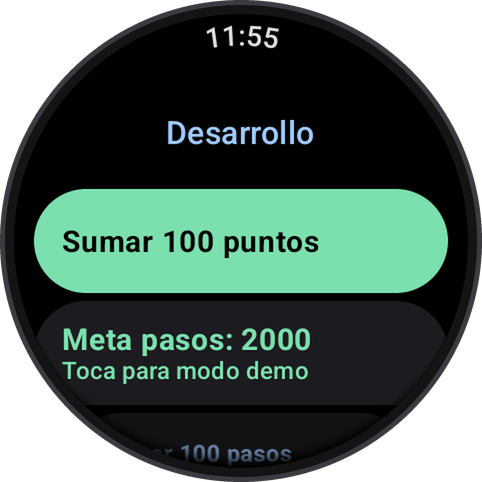 11:55
Desarrollo
Sumar 100 puntos
Meta pasos: 2000
Toca para modo demo
100 pasos